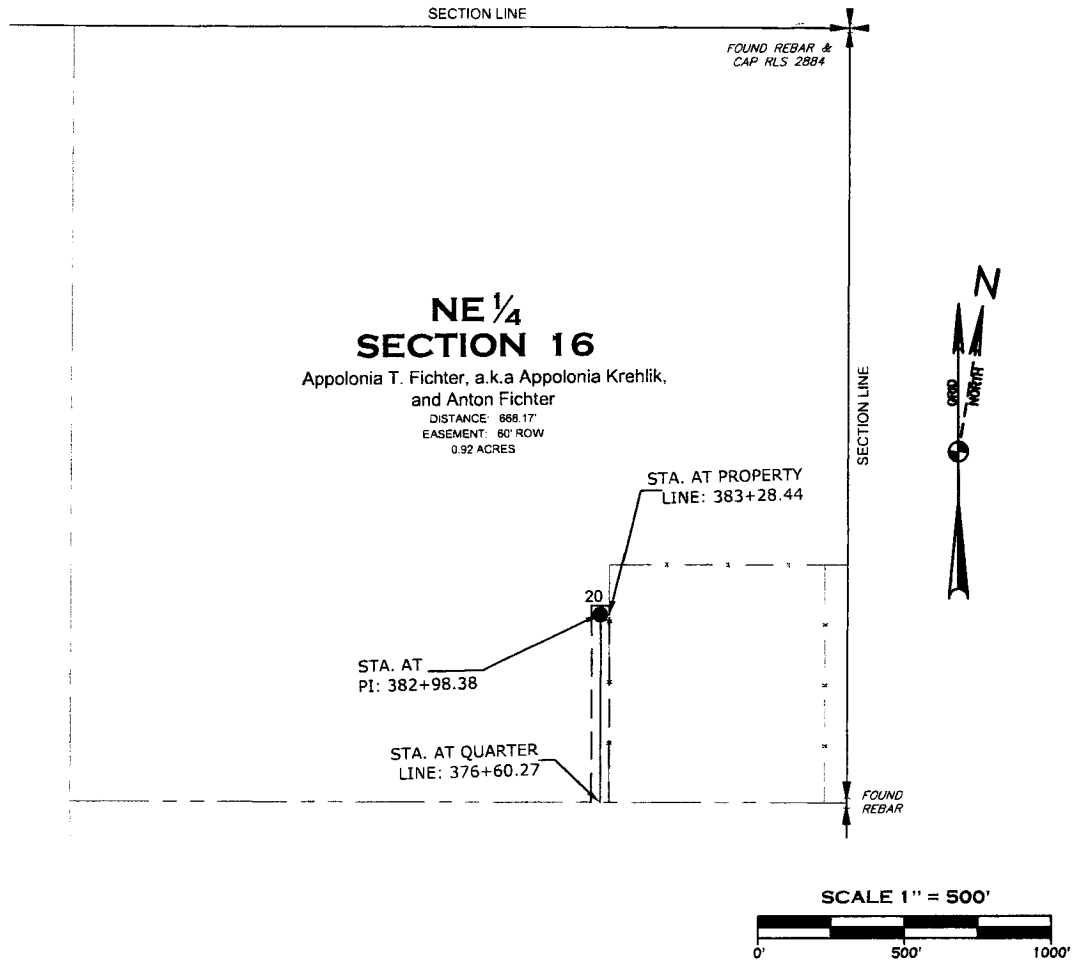 SECTION LINE
FOUND REBAR &
CAP RLS 2884
NE 1/4
SECTION 16
Appolonia T. Fichter, a.k.a Appolonia Krehlik,
and Anton Fichter
DISTANCE: 668.17'
EASEMENT: 60' ROW
0.92 ACRES
SECTION LINE
N
GRID
NORTH
STA. AT PROPERTY
LINE: 383+28.44
20
STA. AT
PI: 382+98.38
STA. AT QUARTER
LINE: 376+60.27
FOUND
REBAR
SCALE 1" = 500'
0' 500' 1000'